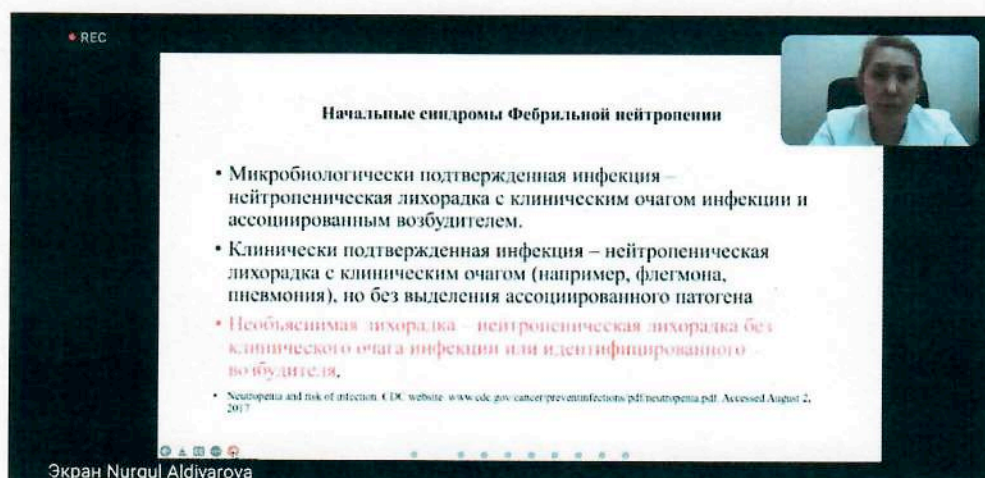 REC
Начальные синдромы Фебрильной нейтропении
• Микробиологически подтвержденная инфекция –
нейтропеническая лихорадка с клиническим очагом инфекции и
ассоциированным возбудителем.
• Клинически подтвержденная инфекция – нейтропеническая
лихорадка с клиническим очагом (например, флегмона,
пневмония), но без выделения ассоциированного патогена
• Необъяснимая лихорадка – нейтропеническая лихорадка без
клинического очага инфекции или идентифицированного –
возбудителя.
• Neutropenia and risk of infection. CDC website. www.cdc.gov/cancer/preventinfections/pdf/neutropenia.pdf. Accessed August 2,
2017
Экран Nurgul Aldiyarova